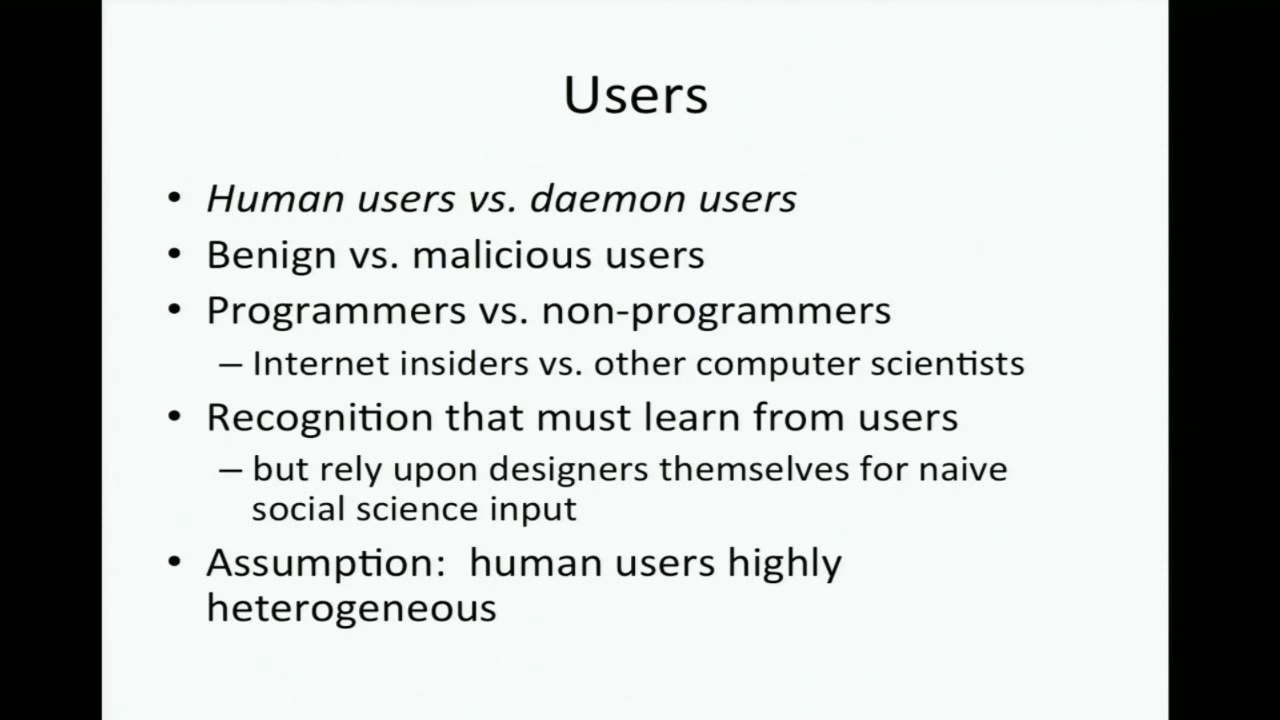 Users
• Human users vs. daemon users
• Benign vs. malicious users
• Programmers vs. non-programmers
– Internet insiders vs. other computer scientists
• Recognition that must learn from users
– but rely upon designers themselves for naive
social science input
• Assumption: human users highly
heterogeneous